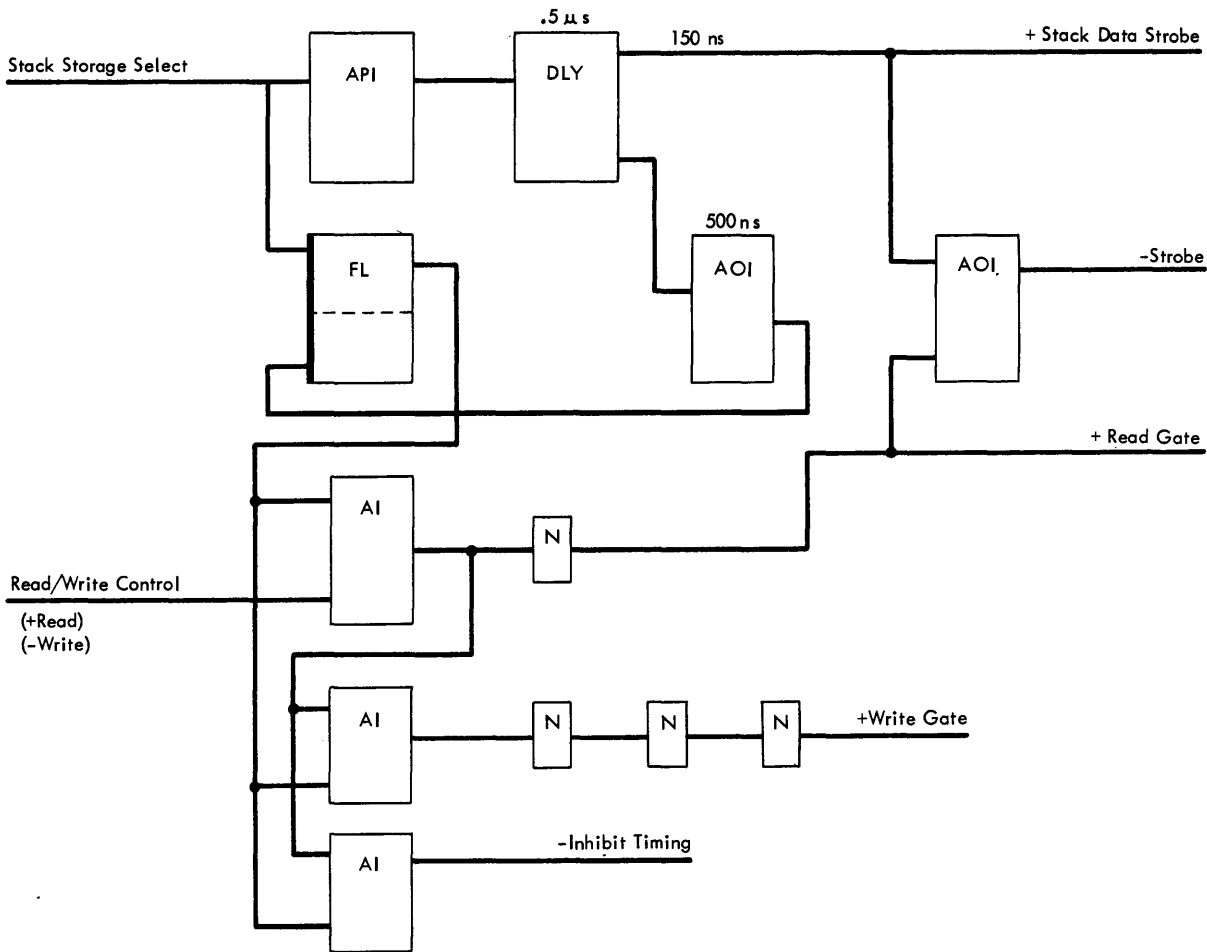 .5 μs
150 ns
+ Stack Data Strobe
Stack Storage Select
API
DLY
500 ns
FL
AOI
AOI.
-Strobe
+ Read Gate
AI
N
Read/Write Control
(+Read)
(-Write)
AI
N
N
N
+Write Gate
AI
-Inhibit Timing